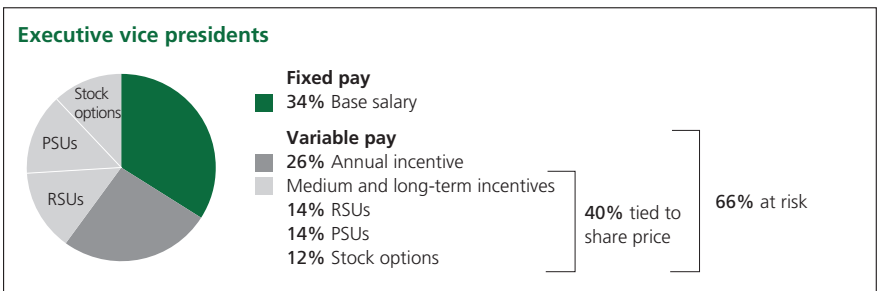 Executive vice presidents
Stock
options
PSUs
RSUs
Fixed pay
34% Base salary
Variable pay
26% Annual incentive
Medium and long-term incentives
14% RSUs
14% PSUs
12% Stock options
40% tied to
share price
66% at risk